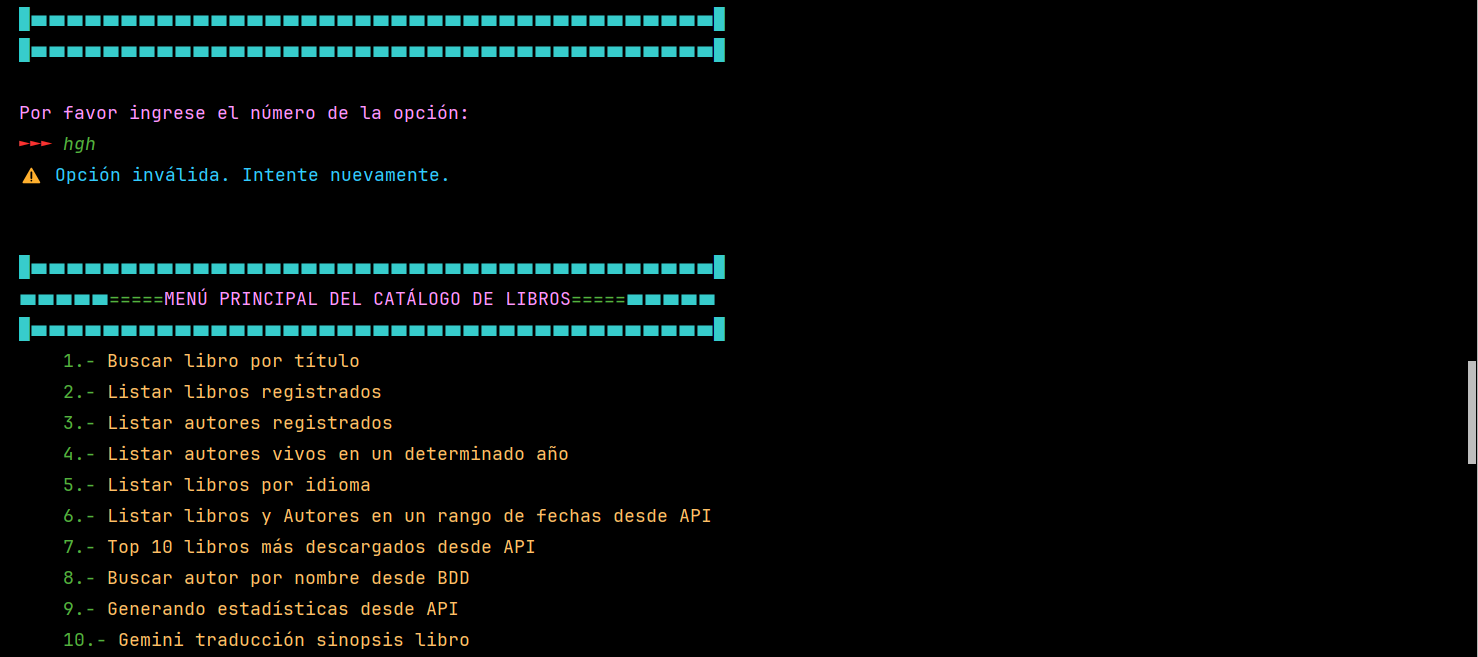 Por favor ingrese el número de la opción:
►►► hgh
⚠ Opción inválida. Intente nuevamente.
=====MENÚ PRINCIPAL DEL CATÁLOGO DE LIBROS=====
1.- Buscar libro por título
2.- Listar libros registrados
3.- Listar autores registrados
4.- Listar autores vivos en un determinado año
5.- Listar libros por idioma
6.- Listar libros y Autores en un rango de fechas desde API
7.- Top 10 libros más descargados desde API
8.- Buscar autor por nombre desde BDD
9.- Generando estadísticas desde API
10.- Gemini traducción sinopsis libro